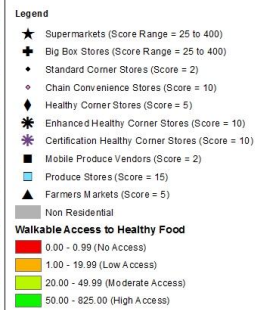 Legend
Supermarkets (Score Range = 25 to 400)
Big Box Stores (Score Range = 25 to 400)
Standard Corner Stores (Score = 2)
Chain Convenience Stores (Score = 10)
Healthy Corner Stores (Score = 5)
Enhanced Healthy Corner Stores (Score = 10)
Certification Healthy Corner Stores (Score = 10)
Mobile Produce Vendors (Score = 2)
Produce Stores (Score = 15)
Farmers Markets (Score = 5)
Non Residential
Walkable Access to Healthy Food
0.00 - 0.99 (No Access)
1.00 - 19.99 (Low Access)
20.00 - 49.99 (Moderate Access)
50.00 - 825.00 (High Access)